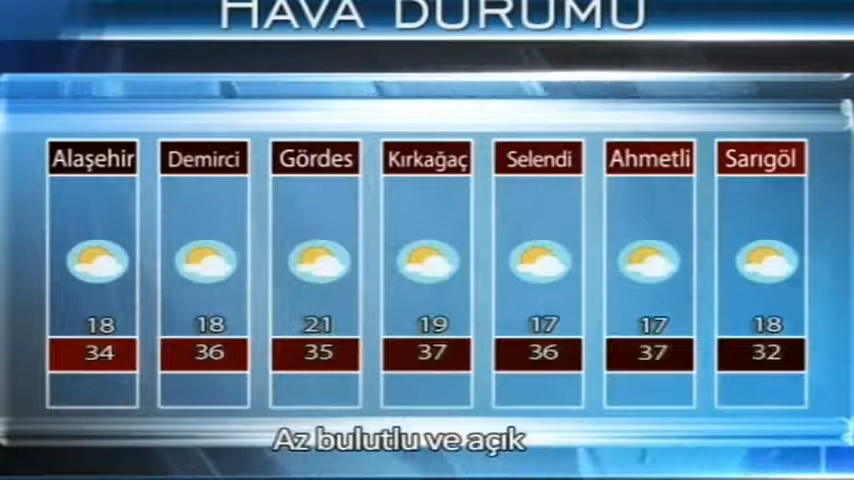 HAVA DURUMU
Alaşehir Demirci Gördes Kırkağaç Selendi Ahmetli Sarıgöl
18 18 21 19 17 17 18
34 36 35 37 36 37 32
Az bulutlu ve açık